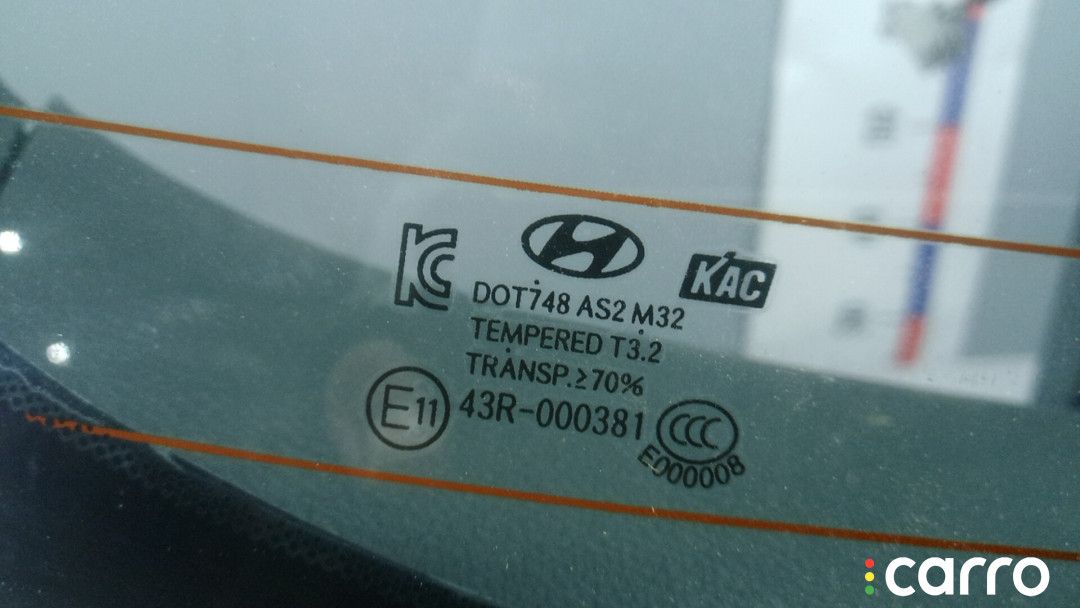 KC
KAC
DOT748 AS2 M32
TEMPERED T3.2
TRANSP.≥70%
E11 43R-000381 CCC
E000008
carro